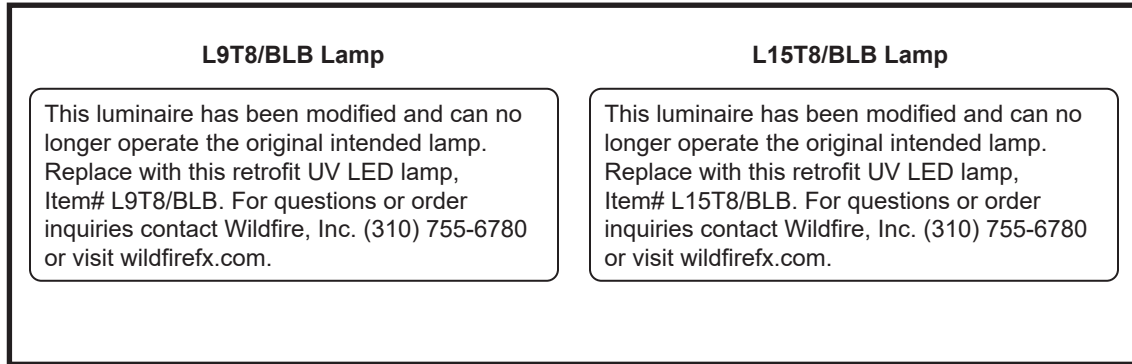 L9T8/BLB Lamp
This luminaire has been modified and can no
longer operate the original intended lamp.
Replace with this retrofit UV LED lamp,
Item# L9T8/BLB. For questions or order
inquiries contact Wildfire, Inc. (310) 755-6780
or visit wildfirefx.com.
L15T8/BLB Lamp
This luminaire has been modified and can no
longer operate the original intended lamp.
Replace with this retrofit UV LED lamp,
Item# L15T8/BLB. For questions or order
inquiries contact Wildfire, Inc. (310) 755-6780
or visit wildfirefx.com.